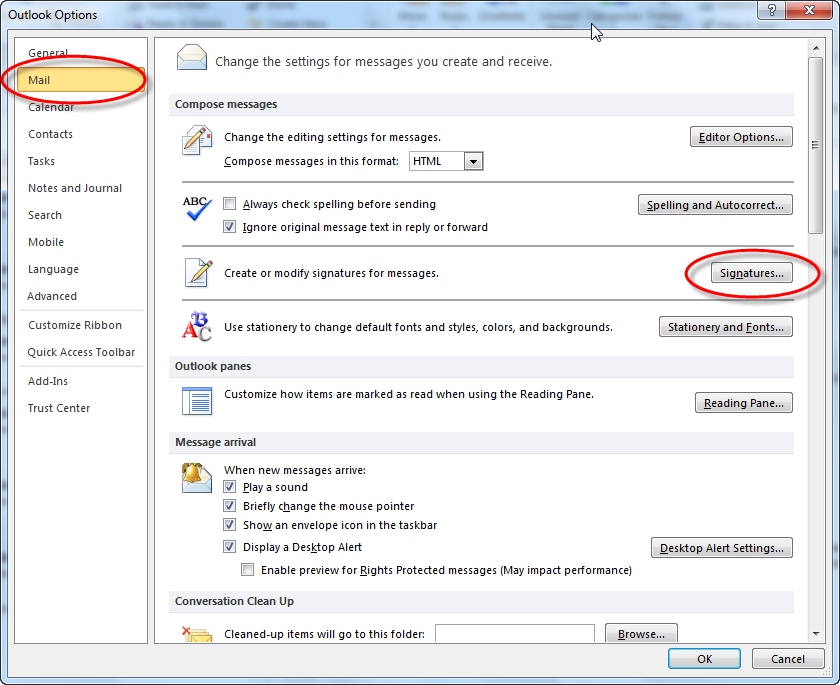 Outlook Options
General
Mail
Calendar
Contacts
Tasks
Notes and Journal
Search
Mobile
Language
Advanced
Customize Ribbon
Quick Access Toolbar
Add-Ins
Trust Center
Change the settings for messages you create and receive.
Compose messages
Change the editing settings for messages.
Editor Options...
Compose messages in this format: HTML
ABC
Always check spelling before sending
Spelling and Autocorrect...
Ignore original message text in reply or forward
Create or modify signatures for messages.
Signatures...
Use stationery to change default fonts and styles, colors, and backgrounds.
Stationery and Fonts...
Outlook panes
Customize how items are marked as read when using the Reading Pane.
Reading Pane...
Message arrival
When new messages arrive:
Play a sound
Briefly change the mouse pointer
Show an envelope icon in the taskbar
Display a Desktop Alert
Desktop Alert Settings...
Enable preview for Rights Protected messages (May impact performance)
Conversation Clean Up
Cleaned-up items will go to this folder:
Browse...
OK
Cancel